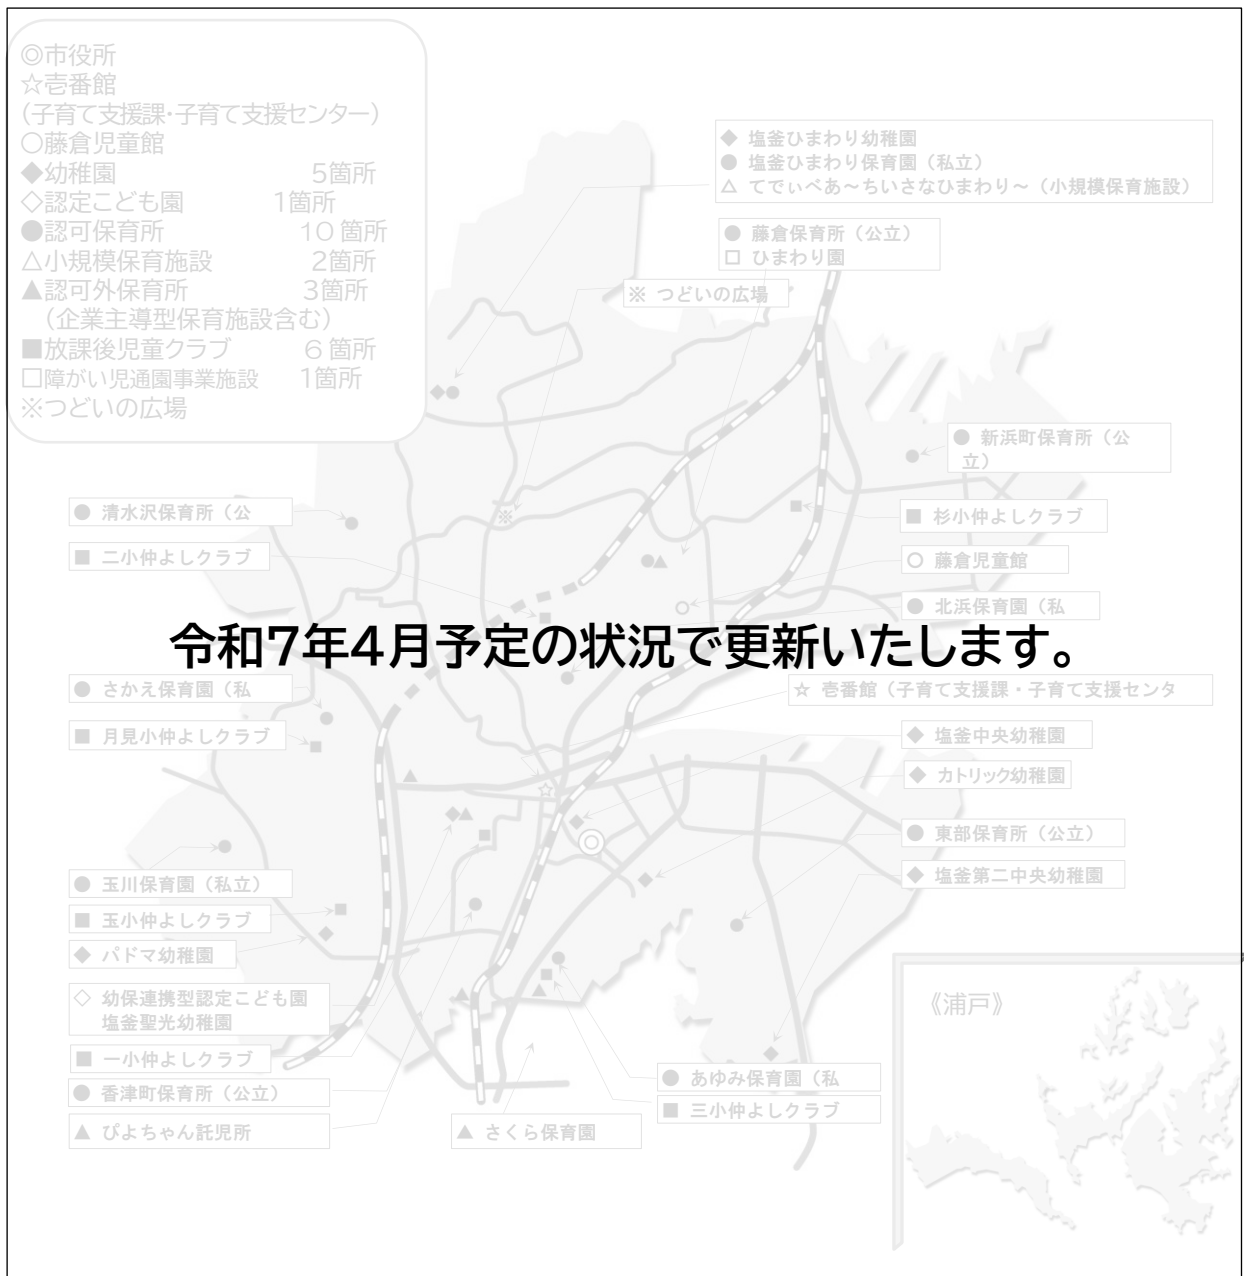 ◎市役所
☆壱番館
(子育て支援課・子育て支援センター)
○藤倉児童館
◆幼稚園 5箇所
◇認定こども園 1箇所
●認可保育所 10箇所
△小規模保育施設 2箇所
▲認可外保育所 3箇所
(企業主導型保育施設含む)
■放課後児童クラブ 6箇所
□障がい児通園事業施設 1箇所
※つどいの広場
◆ 塩釜ひまわり幼稚園
● 塩釜ひまわり保育園(私立)
△ てでぃべあ~ちいさなひまわり~(小規模保育施設)
● 藤倉保育所(公立)
□ ひまわり園
※ つどいの広場
● 新浜町保育所(公
立)
● 清水沢保育所(公
■ 杉小仲よしクラブ
■ 二小仲よしクラブ
○ 藤倉児童館
● 北浜保育園(私
令和7年4月予定の状況で更新いたします。
● さかえ保育園(私
☆ 壱番館(子育て支援課・子育て支援センタ
■ 月見小仲よしクラブ
◆ 塩釜中央幼稚園
◆ カトリック幼稚園
● 東部保育所(公立)
● 玉川保育園(私立)
◆ 塩釜第二中央幼稚園
■ 玉小仲よしクラブ
◆ パドマ幼稚園
◇ 幼保連携型認定こども園
塩釜聖光幼稚園
《浦戸》
■ 一小仲よしクラブ
● あゆみ保育園(私
● 香津町保育所(公立)
■ 三小仲よしクラブ
▲ ぴよちゃん託児所
▲ さくら保育園